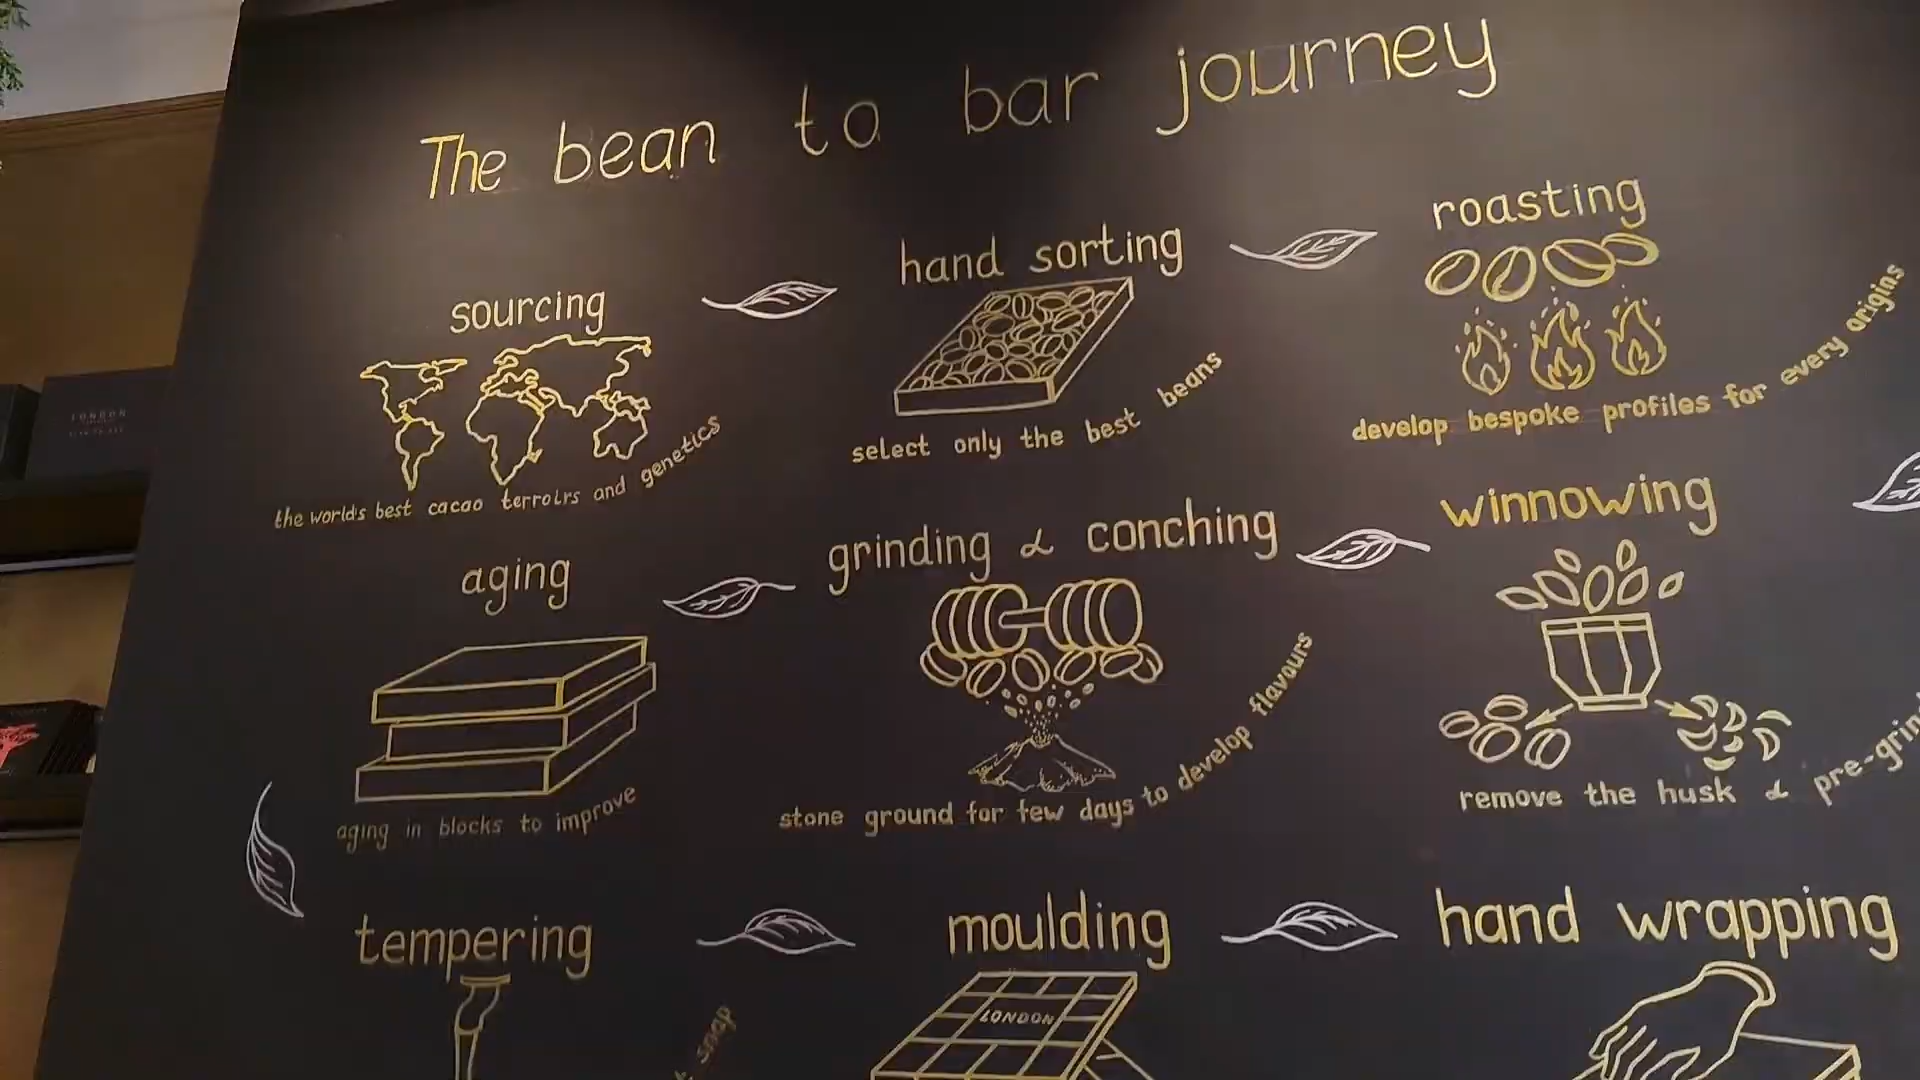 The bean to bar journey
sourcing
the world's best cacao terroirs and genetics
hand sorting
select only the best beans
roasting
develop bespoke profiles for every origins
winnowing
remove the husk &
grinding & conching
stone ground for few days to develop flavours
aging
aging in blocks to improve
tempering
snap
moulding
LONDON
hand wrapping
LONDON